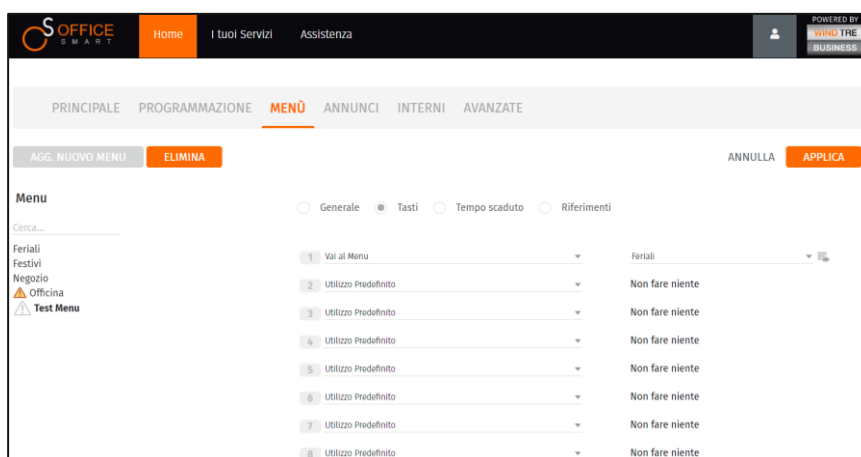 OS OFFICE SMART
Home I tuoi Servizi Assistenza
POWERED BY
WIND TRE
BUSINESS
PRINCIPALE PROGRAMMAZIONE MENÙ ANNUNCI INTERNI AVANZATE
AGG. NUOVO MENU ELIMINA ANNULLA APPLICA
Menu
Generale Tasti Tempo scaduto Riferimenti
Cerca...
Feriali
Festivi
Negozio
Officina
Test Menu
1 Vai al Menu Feriali
2 Utilizzo Predefinito Non fare niente
3 Utilizzo Predefinito Non fare niente
4 Utilizzo Predefinito Non fare niente
5 Utilizzo Predefinito Non fare niente
6 Utilizzo Predefinito Non fare niente
7 Utilizzo Predefinito Non fare niente
8 Utilizzo Predefinito Non fare niente